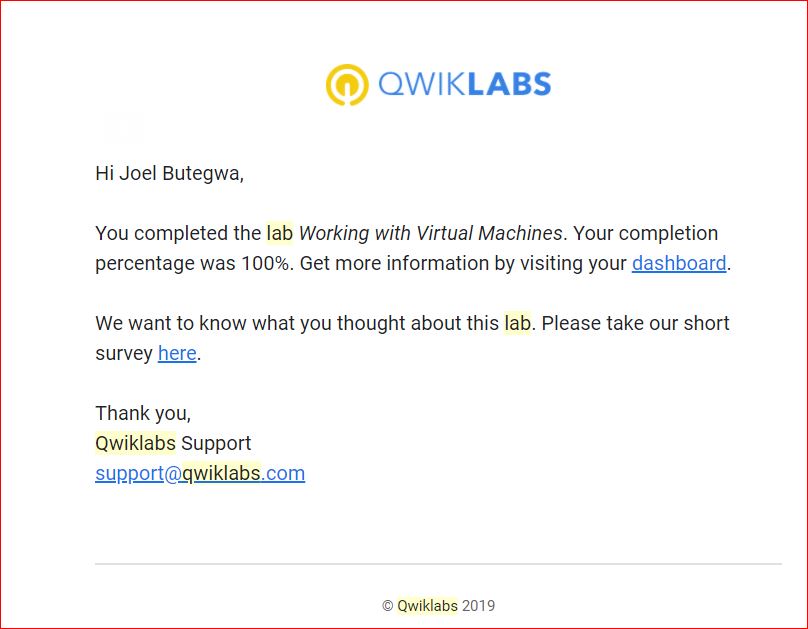 QWIKLABS
Hi Joel Butegwa,
You completed the lab Working with Virtual Machines. Your completion
percentage was 100%. Get more information by visiting your dashboard.
We want to know what you thought about this lab. Please take our short
survey here.
Thank you,
Qwiklabs Support
support@qwiklabs.com
© Qwiklabs 2019